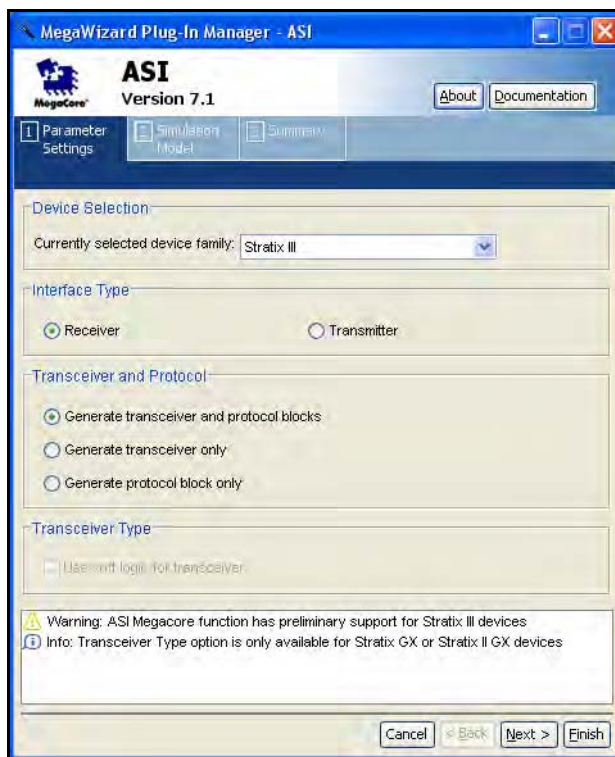 MegaWizard Plug-In Manager - ASI
MegaCore
ASI
Version 7.1
About
Documentation
1 Parameter Settings
2 Simulation Model
3 Summary
Device Selection
Currently selected device family: Stratix III
Interface Type
Receiver
Transmitter
Transceiver and Protocol
Generate transceiver and protocol blocks
Generate transceiver only
Generate protocol block only
Transceiver Type
Use soft logic for transceiver
Warning: ASI Megacore function has preliminary support for Stratix III devices
Info: Transceiver Type option is only available for Stratix GX or Stratix II GX devices
Cancel
< Back
Next >
Finish